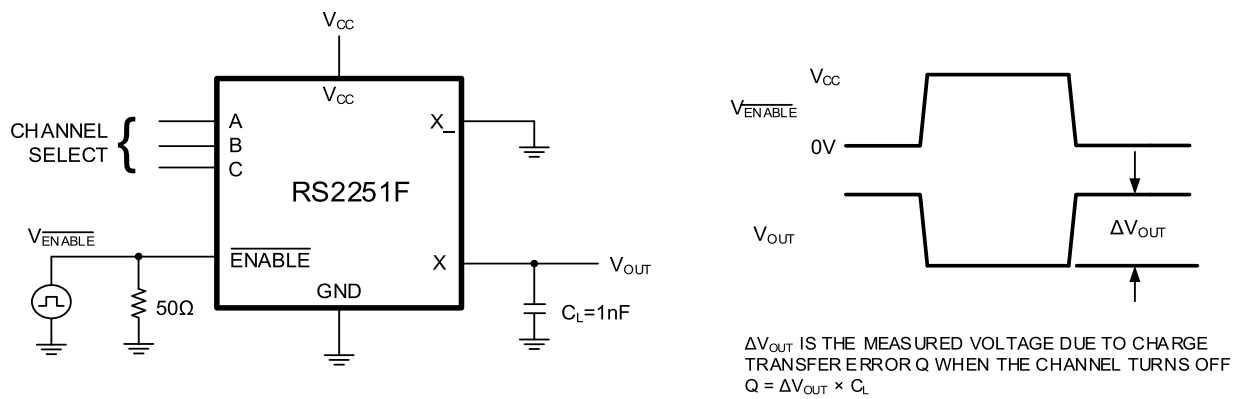 V̅CC
VCC
CHANNEL
SELECT
A
B
C
X_
RS2251F
VENABLE
ENABLE
X
VOUT
GND
50Ω
CL=1nF
VCC
VENABLE
0V
VOUT
ΔVOUT
ΔVOUT IS THE MEASURED VOLTAGE DUE TO CHARGE
TRANSFER ERROR Q WHEN THE CHANNEL TURNS OFF
Q = ΔVOUT × CL